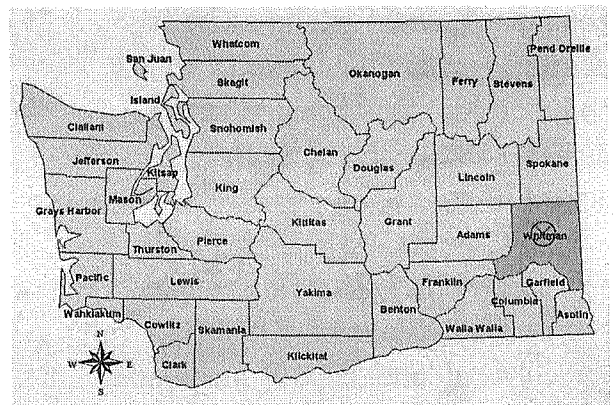 Whatcom
San Juan
Skagit
Island
Okanogan
Ferry
Stevens
Pend Oreille
Clallam
Snohomish
Chelan
Jefferson
Kitsap
Douglas
Mason
King
Lincoln
Spokane
Grays Harbor
Kittitas
Grant
Pierce
Adams
Whitman
Thurston
Pacific
Lewis
Yakima
Franklin
Garfield
Benton
Columbia
Wahkiakum
Cowlitz
Skamania
Walla Walla
Asotin
Clark
Klickitat
N
W
E
S